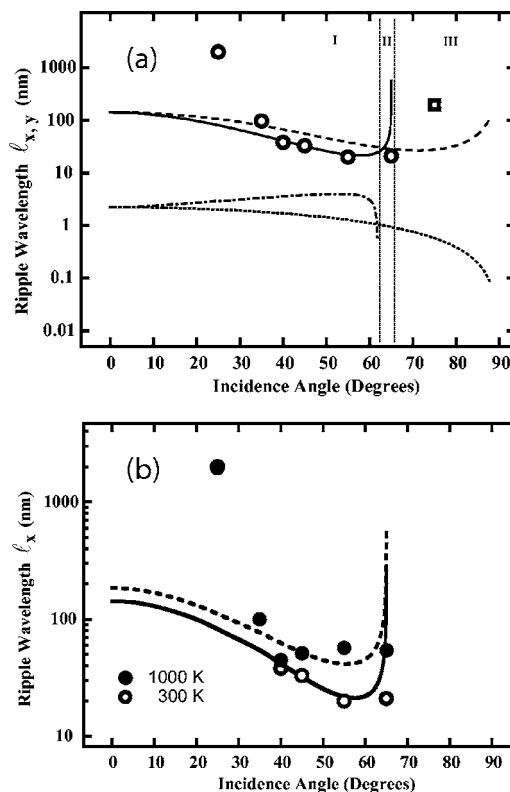 (a)
I II III
1000
100
10
1
0.1
0.01
Ripple Wavelength ℓx, y (nm)
0 10 20 30 40 50 60 70 80 90
Incidence Angle (Degrees)
(b)
1000
100
10
Ripple Wavelength ℓx (nm)
1000 K
300 K
0 10 20 30 40 50 60 70 80 90
Incidence Angle (Degrees)